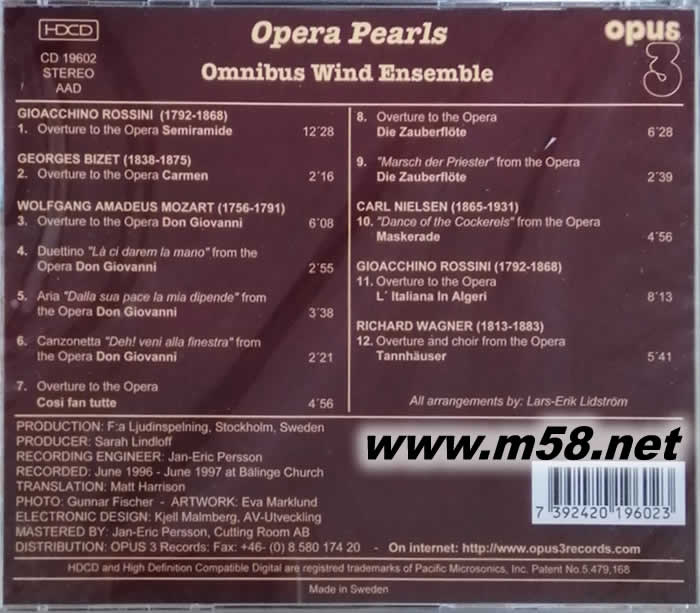 HDCD
CD 19602
STEREO
AAD
Opera Pearls
Omnibus Wind Ensemble
opus
3
GIOACCHINO ROSSINI (1792-1868)
1. Overture to the Opera Semiramide 12´28
GEORGES BIZET (1838-1875)
2. Overture to the Opera Carmen 2´16
WOLFGANG AMADEUS MOZART (1756-1791)
3. Overture to the Opera Don Giovanni 6´08
4. Duettino "Là ci darem la mano" from the
Opera Don Giovanni 2´55
5. Aria "Dalla sua pace la mia dipende" from
the Opera Don Giovanni 3´38
6. Canzonetta "Deh! veni alla finestra" from
the Opera Don Giovanni 2´21
7. Overture to the Opera
Cosi fan tutte 4´56
8. Overture to the Opera
Die Zauberflöte 6´28
9. "Marsch der Priester" from the Opera
Die Zauberflöte 2´39
CARL NIELSEN (1865-1931)
10. "Dance of the Cockerels" from the Opera
Maskerade 4´56
GIOACCHINO ROSSINI (1792-1868)
11. Overture to the Opera
L´ Italiana In Algeri 8´13
RICHARD WAGNER (1813-1883)
12. Overture and choir from the Opera
Tannhäuser 5´41
All arrangements by: Lars-Erik Lidström
PRODUCTION: F:a Ljudinspelning, Stockholm, Sweden
PRODUCER: Sarah Lindloff
RECORDING ENGINEER: Jan-Eric Persson
RECORDED: June 1996 - June 1997 at Bälinge Church
TRANSLATION: Matt Harrison
PHOTO: Gunnar Fischer - ARTWORK: Eva Marklund
ELECTRONIC DESIGN: Kjell Malmberg, AV-Utveckling
MASTERED BY: Jan-Eric Persson, Cutting Room AB
DISTRIBUTION: OPUS 3 Records: Fax: +46- (0) 8 580 174 20 - On internet: http://www.opus3records.com
www.m58.net
7 392420 196023
HDCD and High Definition Compatible Digital are registred trademarks of Pacific Microsonics, Inc. Patent No.5,479,168
Made in Sweden